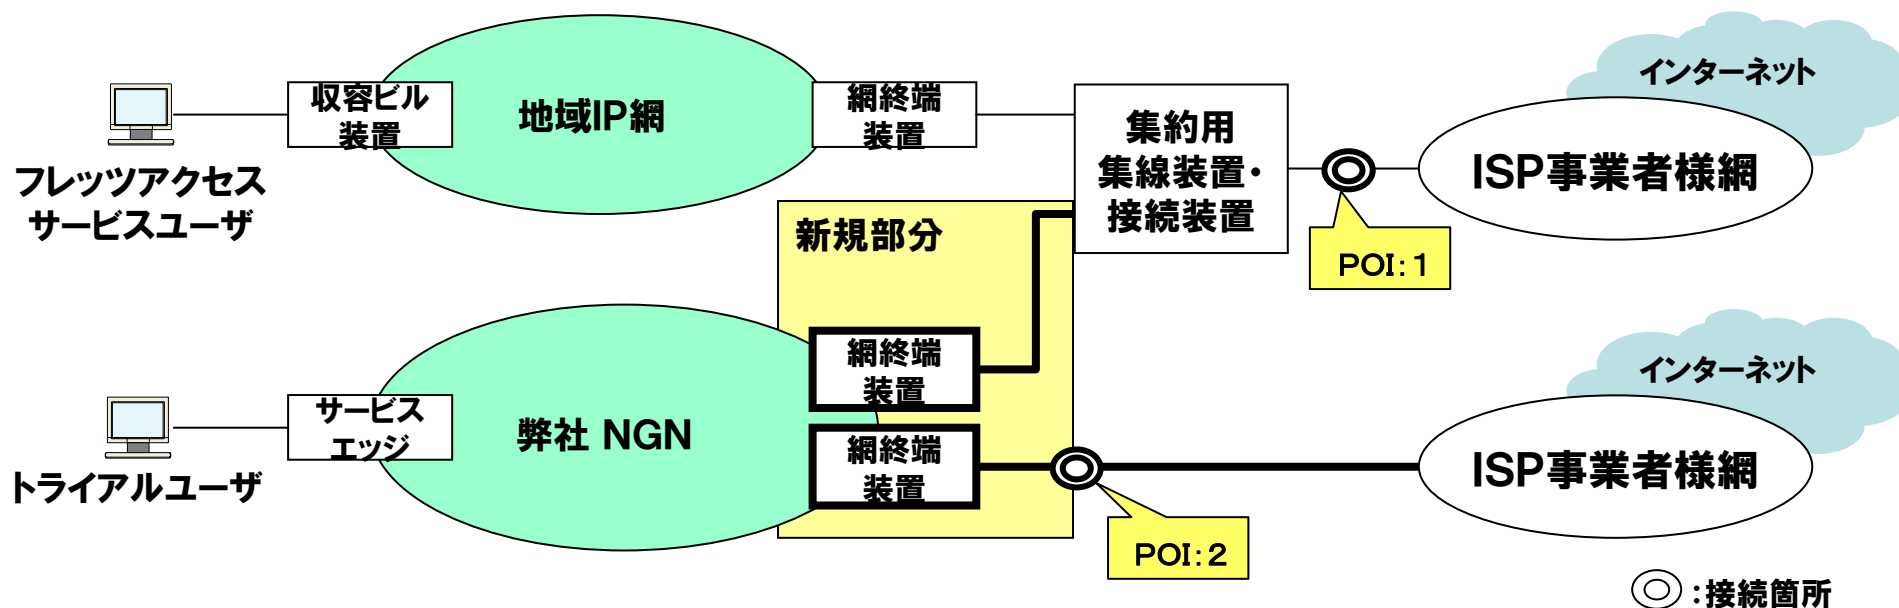 収容ビル
装置
地域IP網
網終端
装置
集約用
集線装置・
接続装置
インターネット
ISP事業者様網
フレッツアクセス
サービスユーザ
新規部分
POI:1
サービス
エッジ
弊社 NGN
網終端
装置
網終端
装置
インターネット
ISP事業者様網
トライアルユーザ
POI:2
:接続箇所